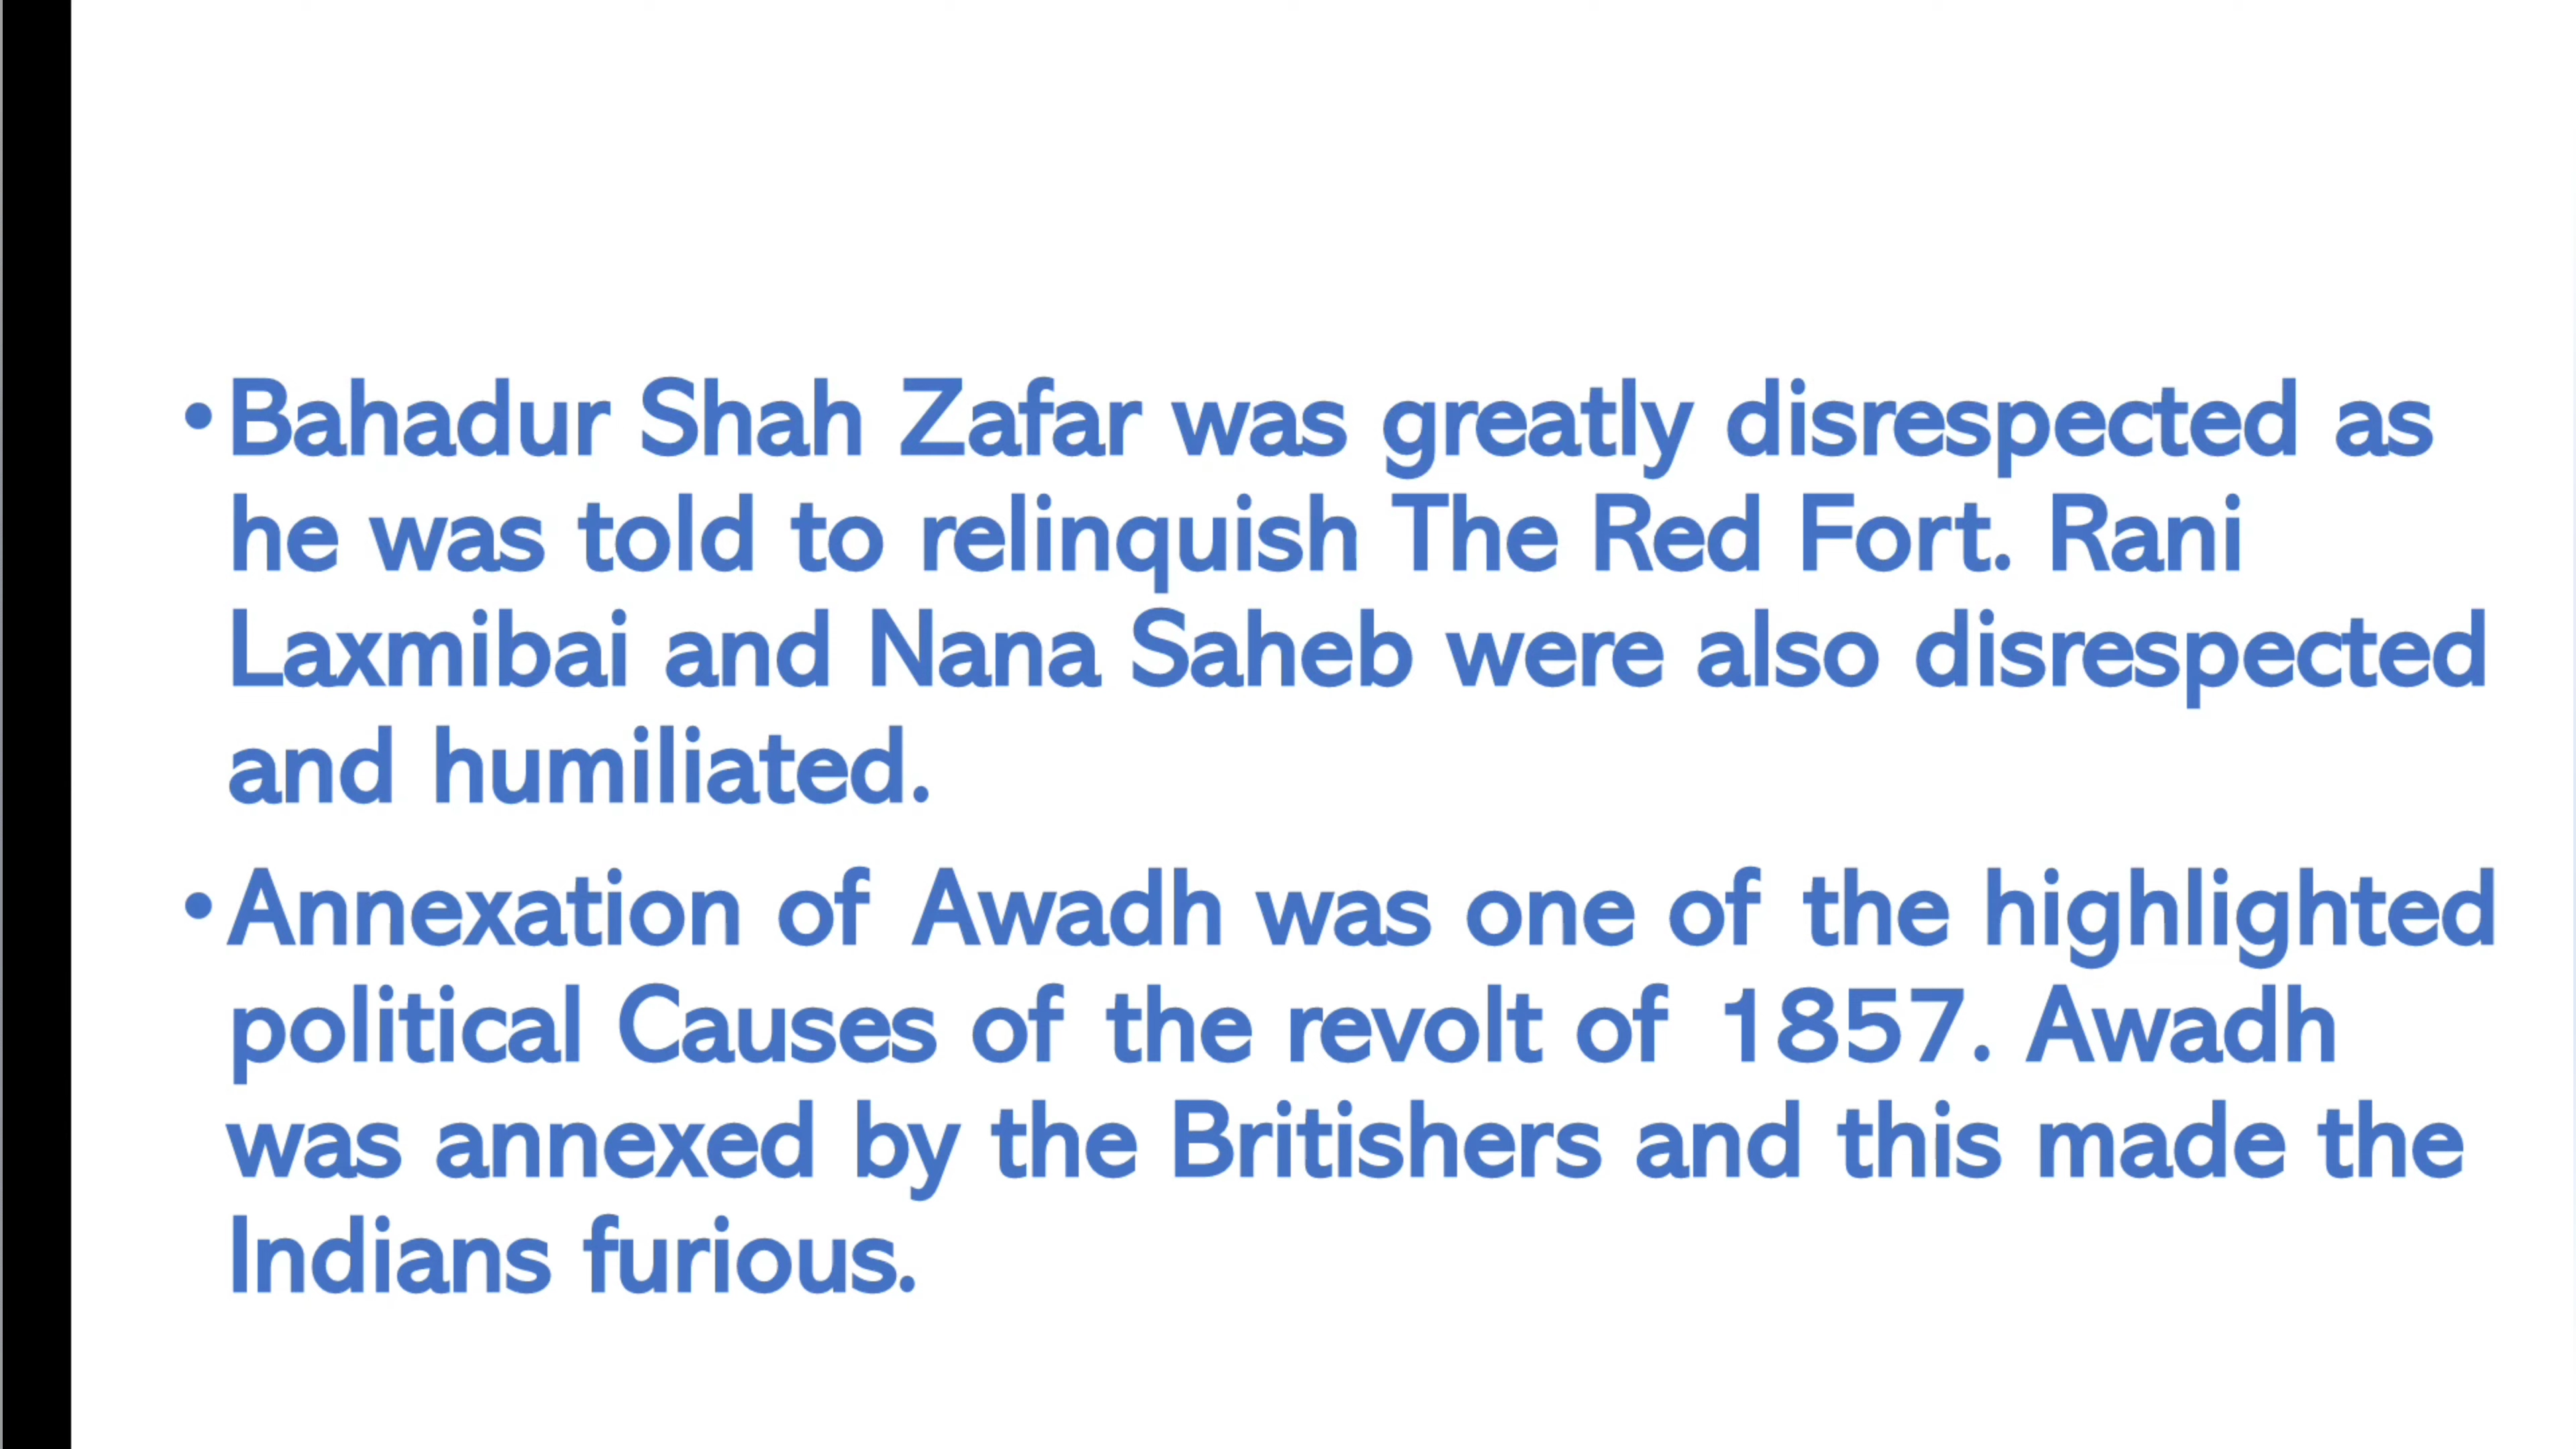 •Bahadur Shah Zafar was greatly disrespected as
he was told to relinquish The Red Fort. Rani
Laxmibai and Nana Saheb were also disrespected
and humiliated.
•Annexation of Awadh was one of the highlighted
political Causes of the revolt of 1857. Awadh
was annexed by the Britishers and this made the
Indians furious.